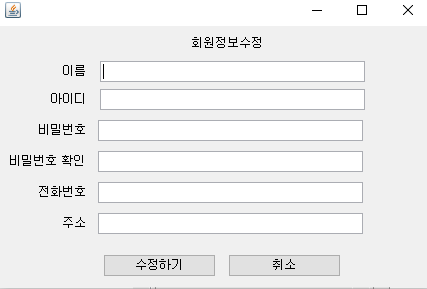 회원정보수정
이름
아이디
비밀번호
비밀번호 확인
전화번호
주소
수정하기 취소